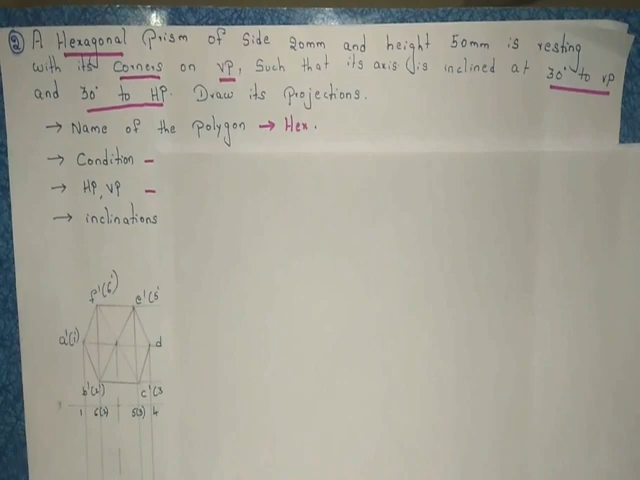 ② A Hexagonal Prism of Side 20mm and height 50mm is resting
with its Corners on VP, Such that its axis is inclined at 30° to VP
and 30° to HP. Draw its Projections.
→ Name of the Polygon → Hex.
→ Condition -
→ HP, VP -
→ inclinations
f'(6') e'(5'
a'(1') d
b'(2') c'(3
x 1 6(2) 5(3) 4